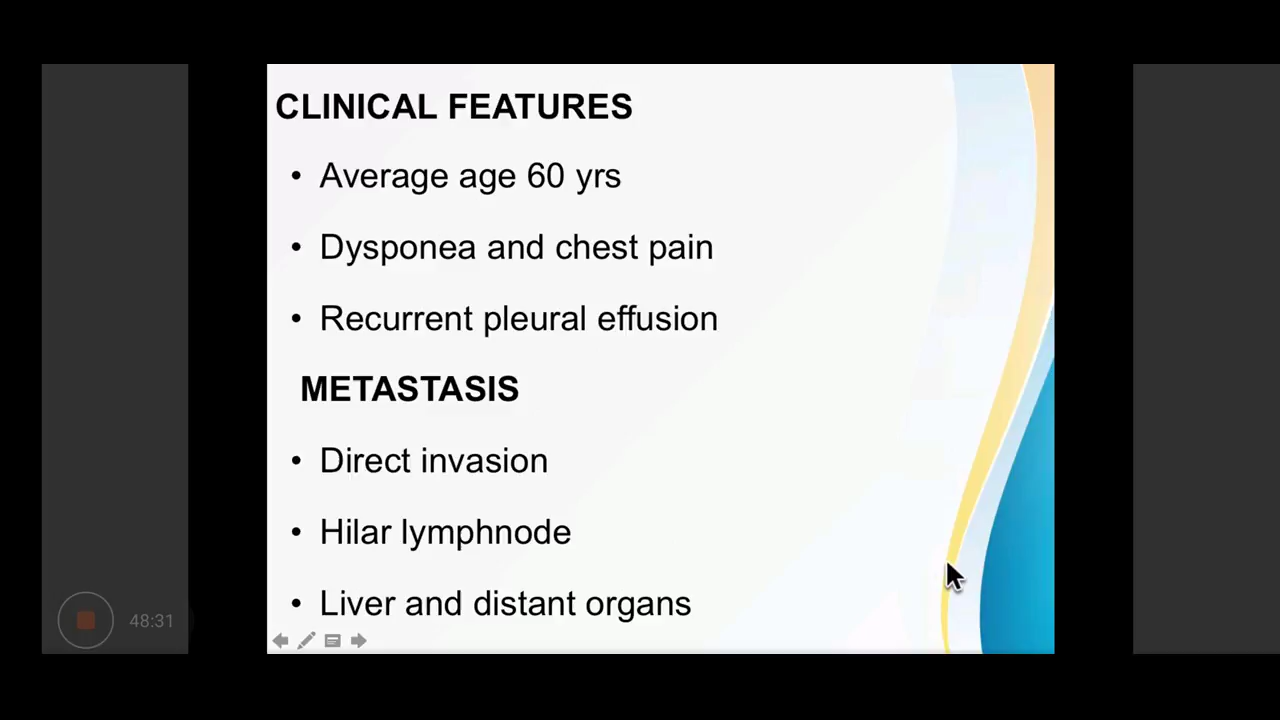 CLINICAL FEATURES
• Average age 60 yrs
• Dysponea and chest pain
• Recurrent pleural effusion
METASTASIS
• Direct invasion
• Hilar lymphnode
• Liver and distant organs
48:31